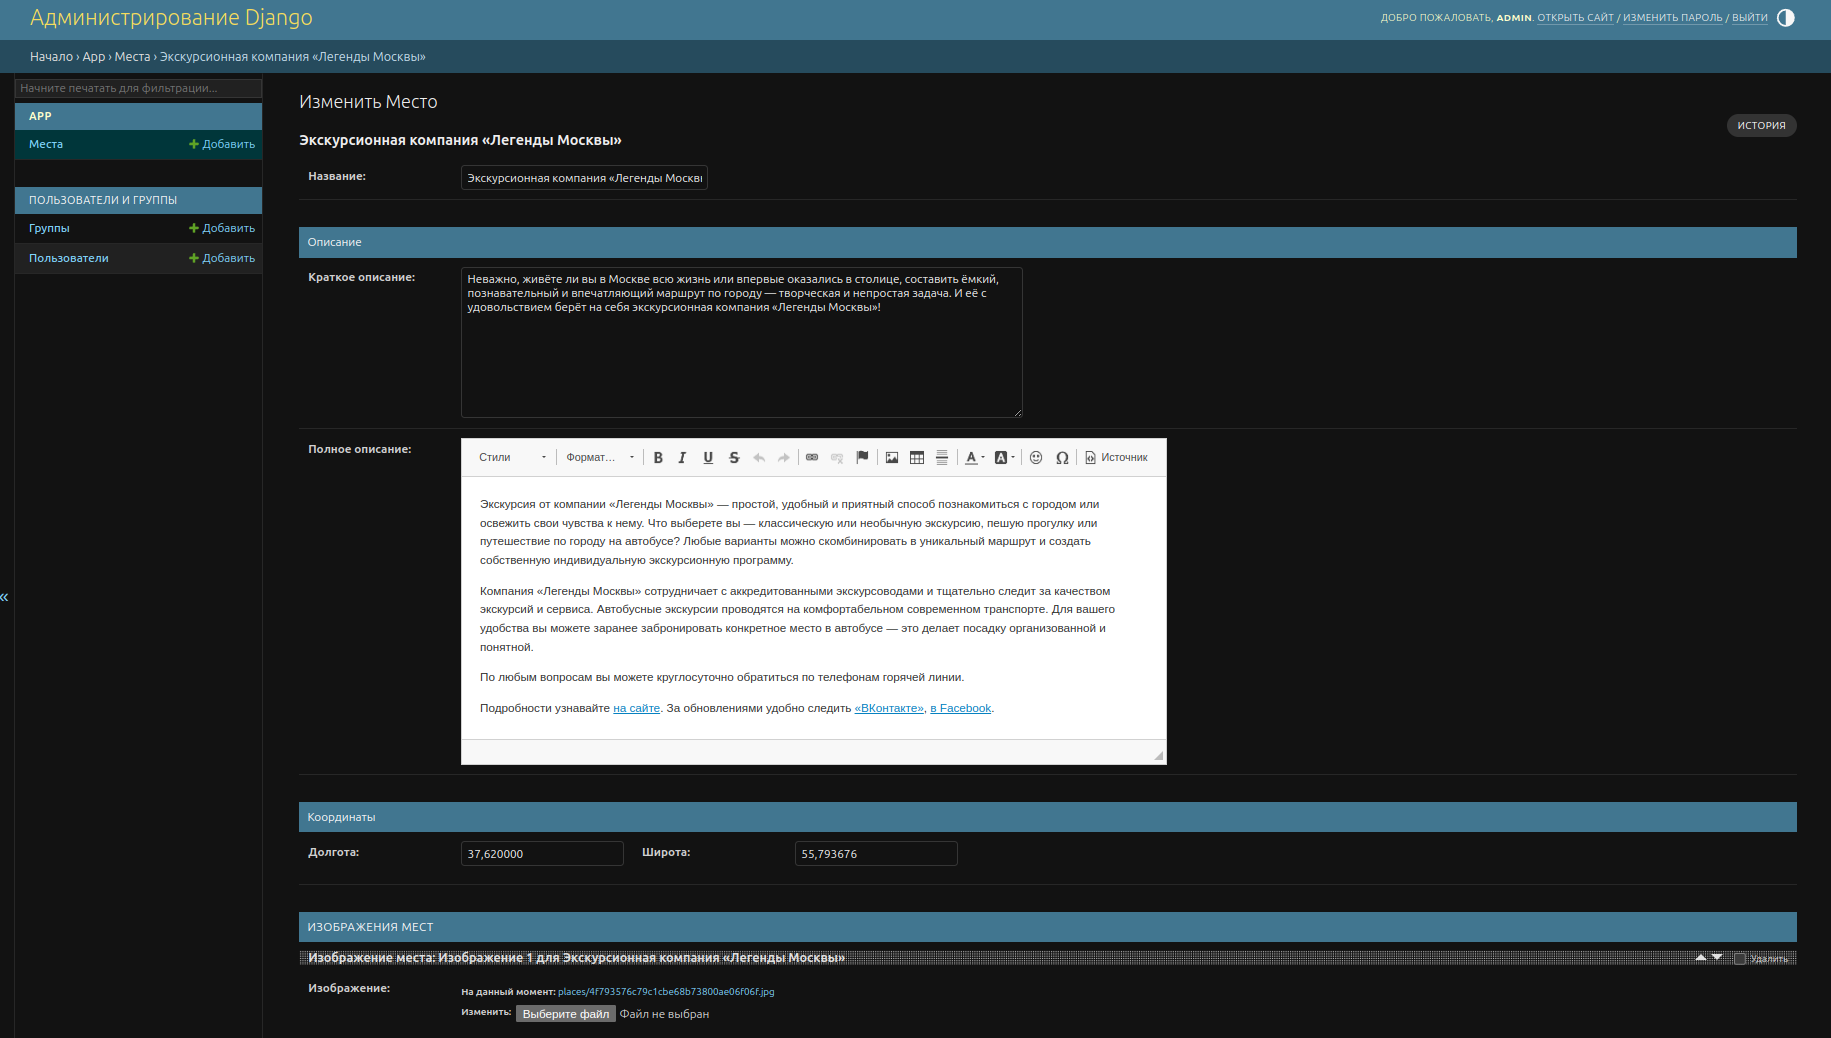 Администрирование Django
ДОБРО ПОЖАЛОВАТЬ, ADMIN. ОТКРЫТЬ САЙТ / ИЗМЕНИТЬ ПАРОЛЬ / ВЫЙТИ
Начало › App › Места › Экскурсионная компания «Легенды Москвы»
Начните печатать для фильтрации...
APP
Места
Добавить
ПОЛЬЗОВАТЕЛИ И ГРУППЫ
Группы
Добавить
Пользователи
Добавить
«
Изменить Место
ИСТОРИЯ
Экскурсионная компания «Легенды Москвы»
Название:
Экскурсионная компания «Легенды Москвы
Описание
Краткое описание:
Неважно, живёте ли вы в Москве всю жизнь или впервые оказались в столице, составить ёмкий,
познавательный и впечатляющий маршрут по городу — творческая и непростая задача. И её с
удовольствием берёт на себя экскурсионная компания «Легенды Москвы»!
Полное описание:
Стили Формат... B I U S A A Ω Источник
Экскурсия от компании «Легенды Москвы» — простой, удобный и приятный способ познакомиться с городом или
освежить свои чувства к нему. Что выберете вы — классическую или необычную экскурсию, пешую прогулку или
путешествие по городу на автобусе? Любые варианты можно скомбинировать в уникальный маршрут и создать
собственную индивидуальную экскурсионную программу.
Компания «Легенды Москвы» сотрудничает с аккредитованными экскурсоводами и тщательно следит за качеством
экскурсий и сервиса. Автобусные экскурсии проводятся на комфортабельном современном транспорте. Для вашего
удобства вы можете заранее забронировать конкретное место в автобусе — это делает посадку организованной и
понятной.
По любым вопросам вы можете круглосуточно обратиться по телефонам горячей линии.
Подробности узнавайте на сайте. За обновлениями удобно следить «ВКонтакте», в Facebook.
Координаты
Долгота:
37,620000
Широта:
55,793676
ИЗОБРАЖЕНИЯ МЕСТ
Изображение места: Изображение 1 для Экскурсионная компания «Легенды Москвы»
Удалить
Изображение:
На данный момент: places/4f793576c79c1cbe68b73800ae06f06f.jpg
Изменить: Выберите файл Файл не выбран